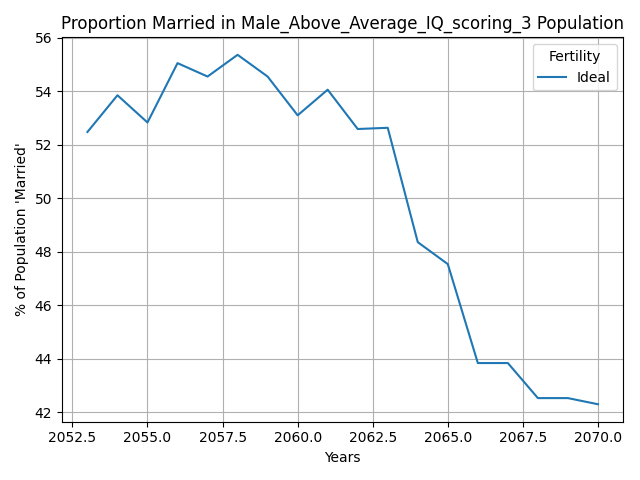 Proportion Married in Male_Above_Average_IQ_scoring_3 Population
Fertility
Ideal
% of Population 'Married'
56
54
52
50
48
46
44
42
2052.5 2055.0 2057.5 2060.0 2062.5 2065.0 2067.5 2070.0
Years